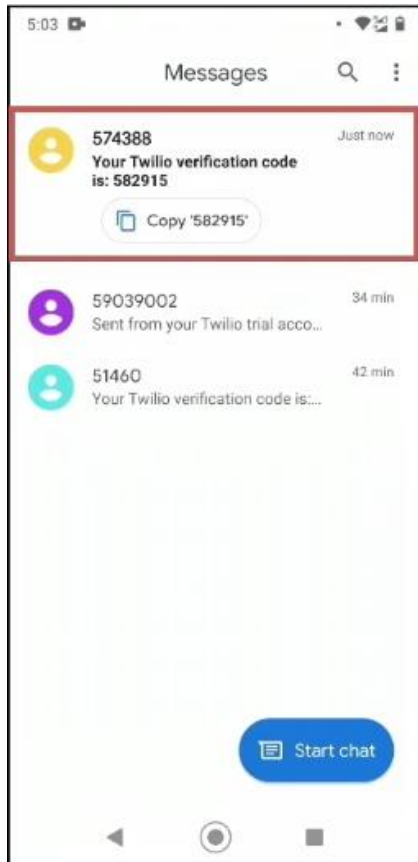 5:03
Messages
574388
Just now
Your Twilio verification code
is: 582915
Copy '582915'
59039002
34 min
Sent from your Twilio trial acco...
51460
42 min
Your Twilio verification code is:...
Start chat